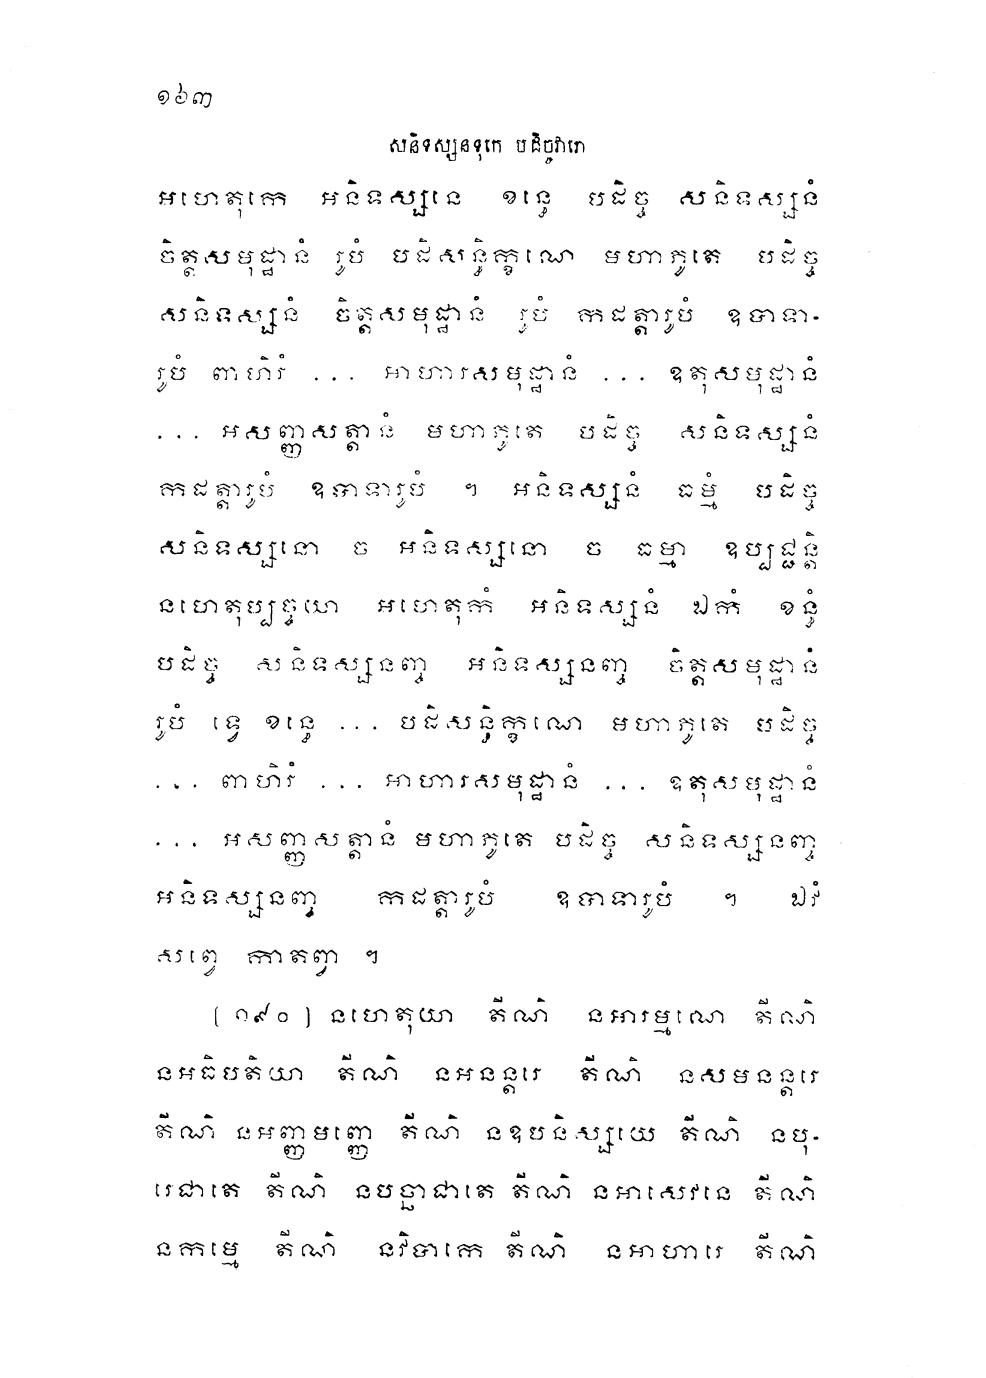 ១៦៣
សនិទស្សនទុកេ បដិច្ចវារោ
អហេតុកេ អនិទស្សនេ ខន្ធេ បដិច្ច សនិទស្សនំ
ចិត្តសមុដ្ឋានំ រូបំ បដិសន្ធិក្ខណេ មហាភូតេ បដិច្ច
សនិទស្សនំ ចិត្តសមុដ្ឋានំ រូបំ កដត្តារូបំ ឧបាទា-
រូបំ ពាហិរំ ... អាហារសមុដ្ឋានំ ... ឧតុសមុដ្ឋានំ
... អសញ្ញសត្តានំ មហាភូតេ បដិច្ច សនិទស្សនំ
កដត្តារូបំ ឧបាទារូបំ ។ អនិទស្សនំ ធម្មំ បដិច្ច
សនិទស្សនោ ច អនិទស្សនោ ច ធម្មា ឧប្បជ្ជន្តិ
នហេតុប្បច្ចយា អហេតុកំ អនិទស្សនំ ឯកំ ខន្ធំ
បដិច្ច សនិទស្សនញ្ច អនិទស្សនញ្ច ចិត្តសមុដ្ឋានំ
រូបំ ទ្វេ ខន្ធេ ... បដិសន្ធិក្ខណេ មហាភូតេ បដិច្ច
... ពាហិរំ ... អាហារសមុដ្ឋានំ ... ឧតុសមុដ្ឋានំ
... អសញ្ញសត្តានំ មហាភូតេ បដិច្ច សនិទស្សនញ្ច
អនិទស្សនញ្ច កដត្តារូបំ ឧបាទារូបំ ។ ឯវំ
សព្វេ កាតព្វា ។
[១៩០] នហេតុយា តីណិ នអារម្មណេ តីណិ
នអធិបតិយា តីណិ នអនន្តរេ តីណិ នសមនន្តរេ
តីណិ នអញ្ញមញ្ញេ តីណិ នឧបនិស្សយេ តីណិ នបុ-
រេជាតេ តីណិ នបច្ឆាជាតេ តីណិ នអាសេវនេ តីណិ
នកម្មេ តីណិ នវិបាកេ តីណិ នអាហារេ តីណិ